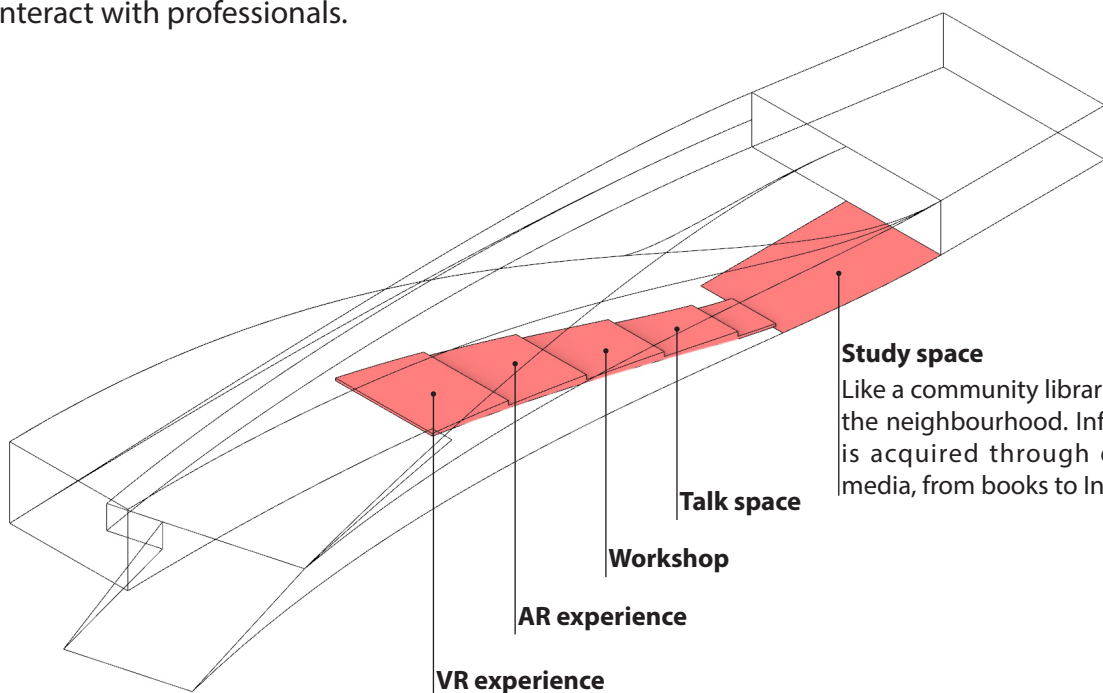 nteract with professionals.
Study space
Like a community librar
the neighbourhood. Inf
is acquired through
media, from books to In
Talk space
Workshop
AR experience
VR experience